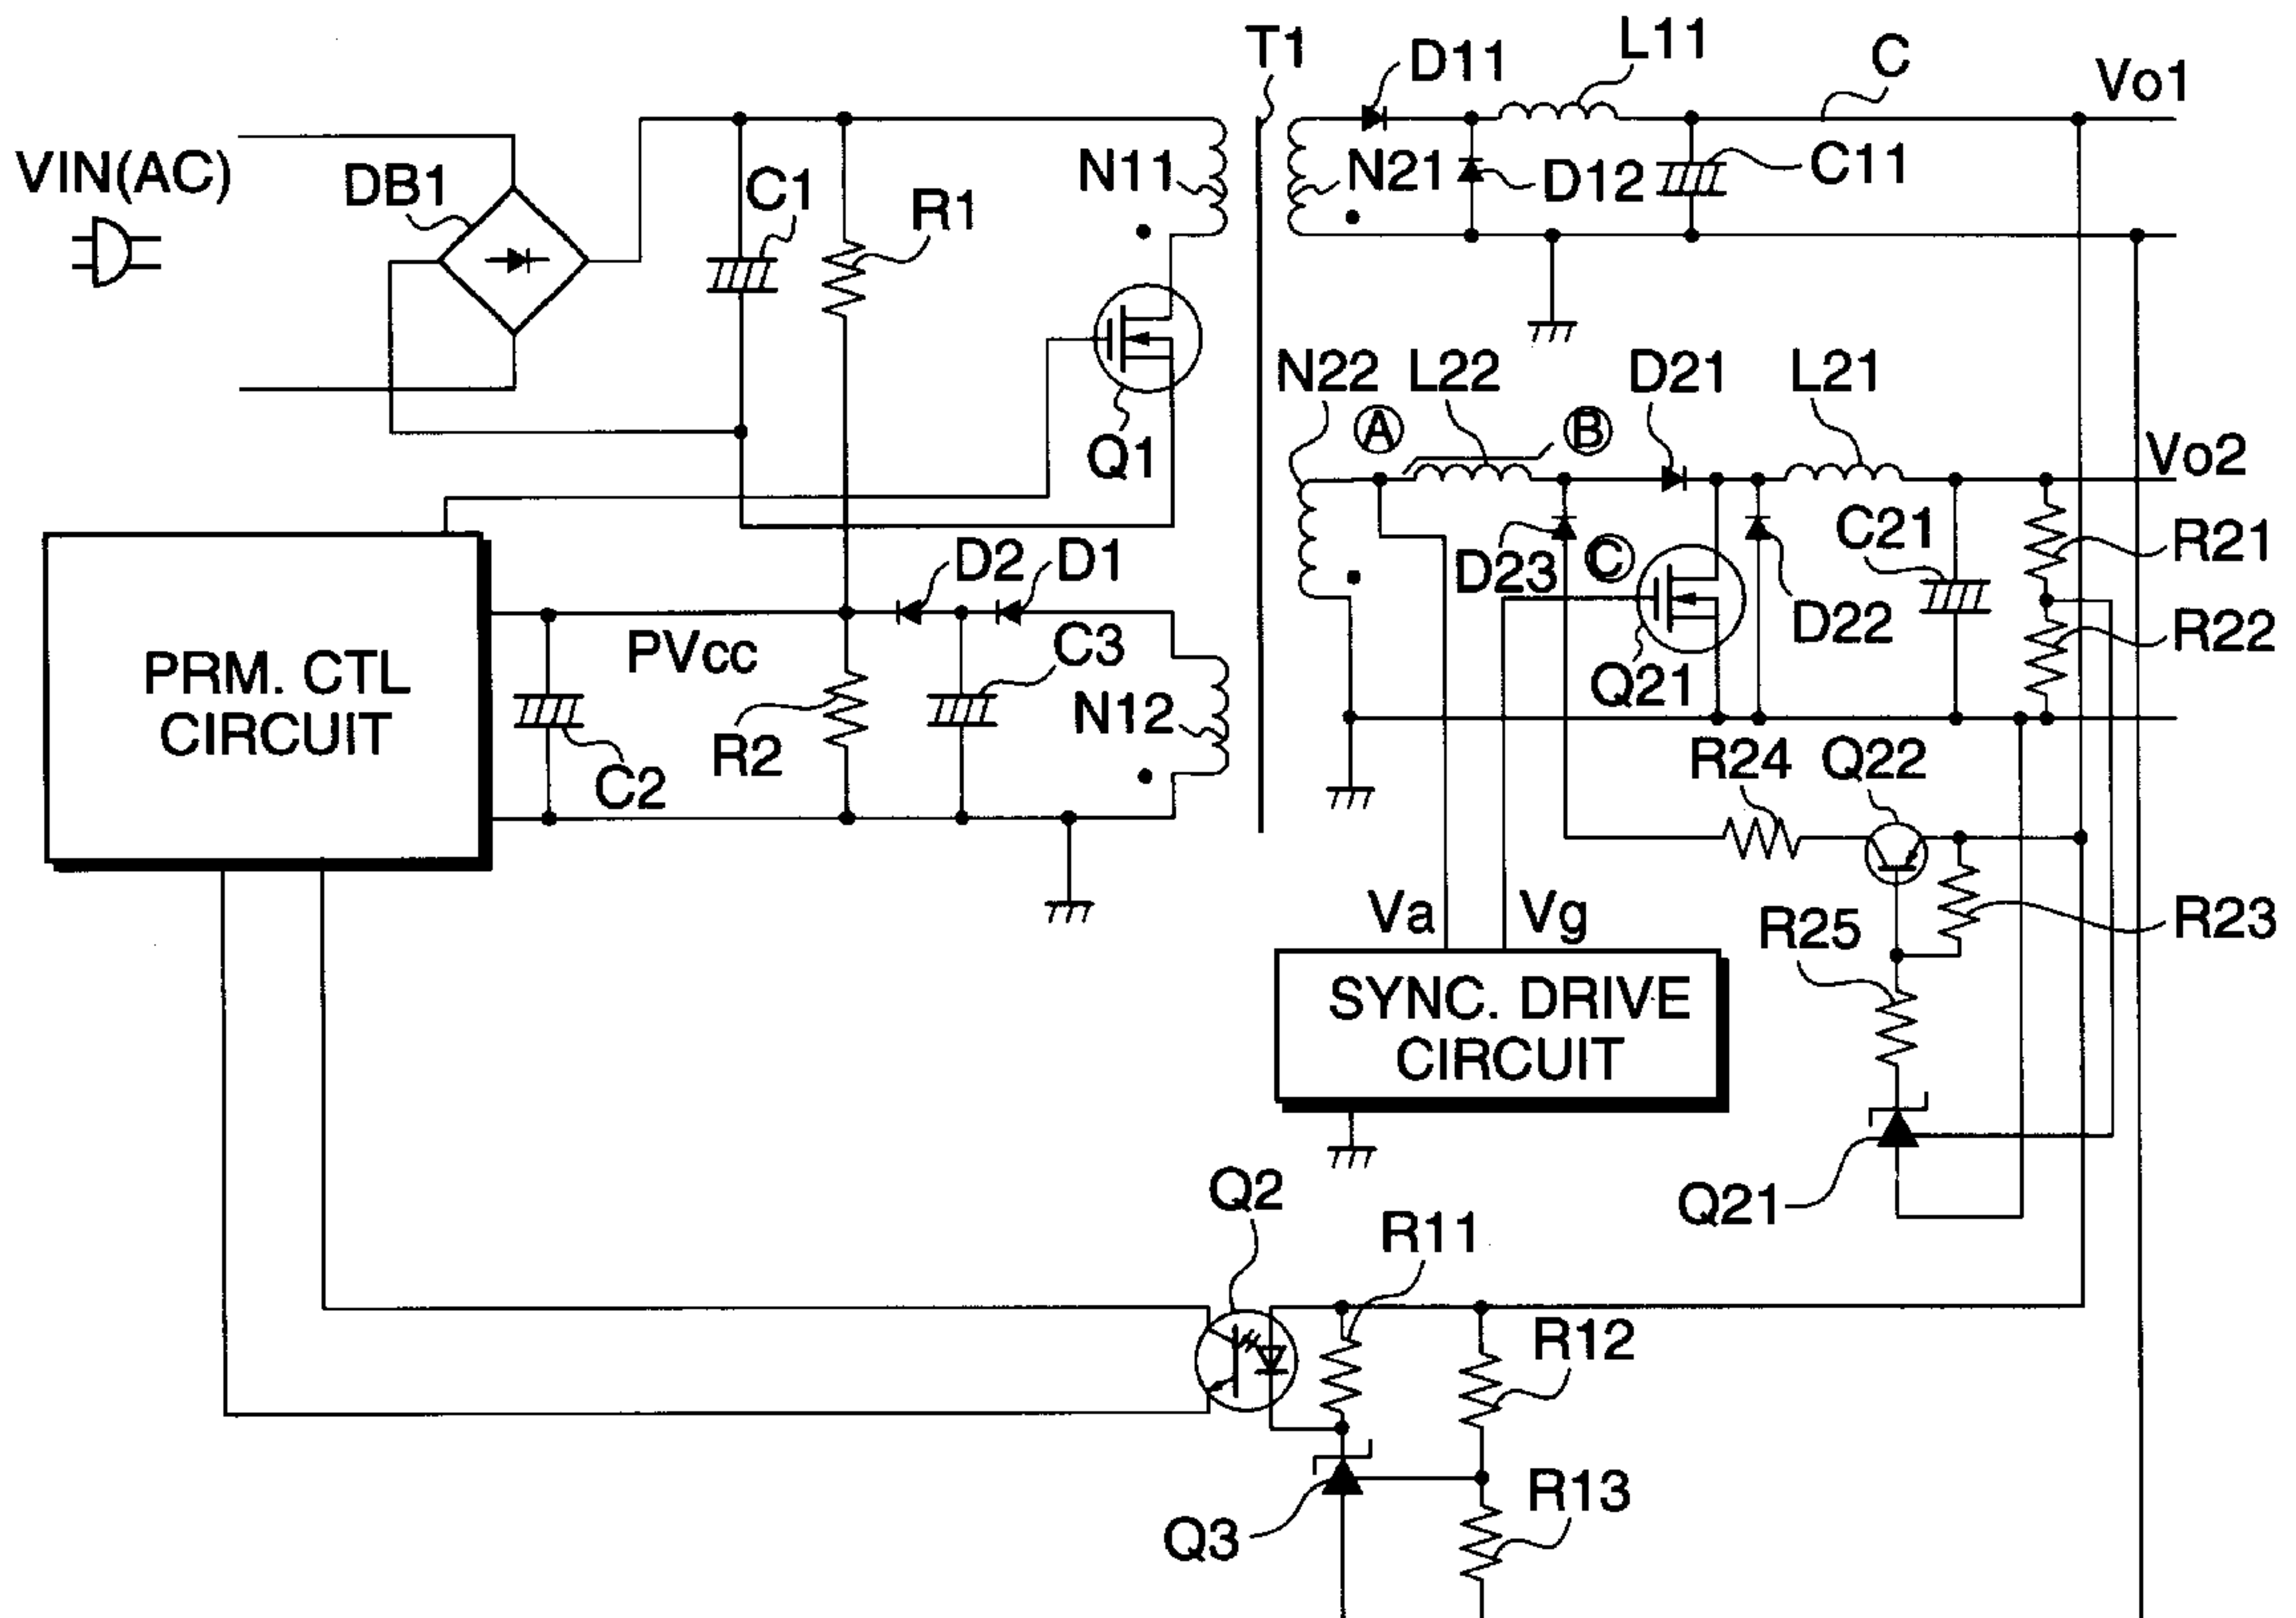 T1
D11
L11
C
Vo1
VIN(AC)
DB1
C1
R1
N11
N21
D12
C11
Q1
N22
L22
D21
L21
A
B
Vo2
D2
D1
D23
C
C21
R21
PVcc
C3
Q21
D22
R22
PRM. CTL
CIRCUIT
C2
R2
N12
R24
Q22
Va
Vg
R25
R23
SYNC. DRIVE
CIRCUIT
Q2
Q21
R11
R12
R13
Q3